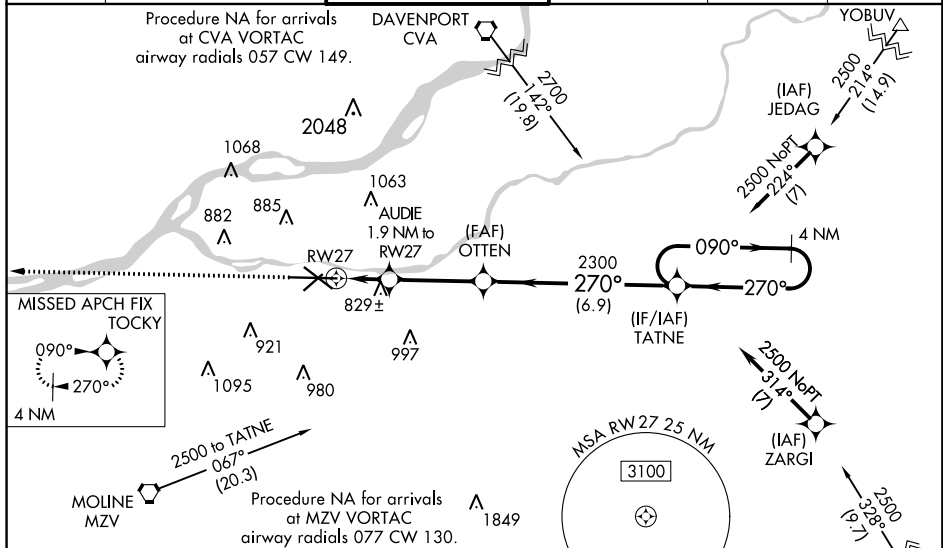 Procedure NA for arrivals
at CVA VORTAC
airway radials 057 CW 149.
DAVENPORT
CVA
YOBUV
2700
142°
(19.8)
2500
214°
(14.9)
(IAF)
JEDAG
2500 NoPT
224°
(7)
2048
1068
1063
882
885
AUDIE
1.9 NM to
RW27
(FAF)
OTTEN
RW27
829±
2300
270°
(6.9)
090°
4 NM
270°
(IF/IAF)
TATNE
MISSED APCH FIX
TOCKY
090°
270°
4 NM
921
997
1095
980
2500 NoPT
314°
(7)
(IAF)
ZARGI
2500 to TATNE
067°
(20.3)
MOLINE
MZV
Procedure NA for arrivals
at MZV VORTAC
airway radials 077 CW 130.
1849
MSA RW27 25 NM
3100
2500
328°
(9.7)